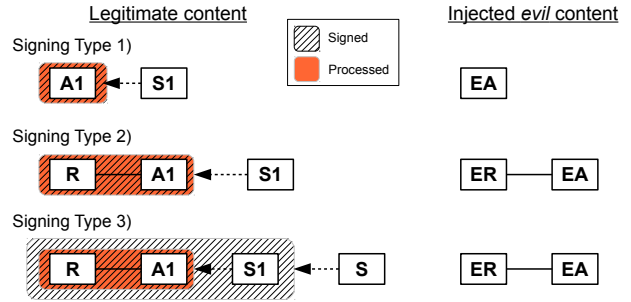 Legitimate content
Injected evil content
Signed
Processed
Signing Type 1)
A1 S1 EA
Signing Type 2)
R A1 S1 ER EA
Signing Type 3)
R A1 S1 S ER EA